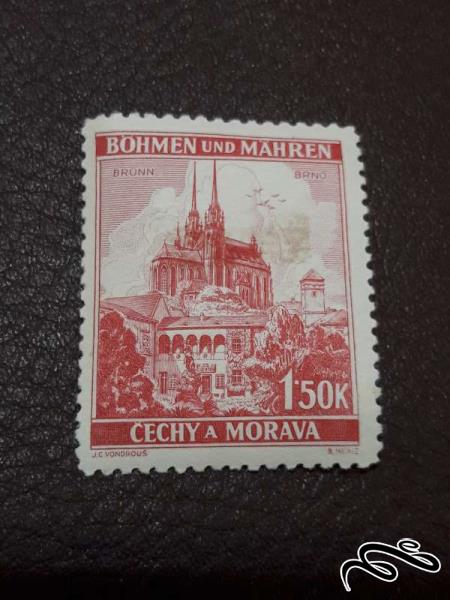 BÖHMEN UND MÄHREN
BRÜNN BRNO
1·50K
ČECHY A MORAVA
J.C VONDROUŠ